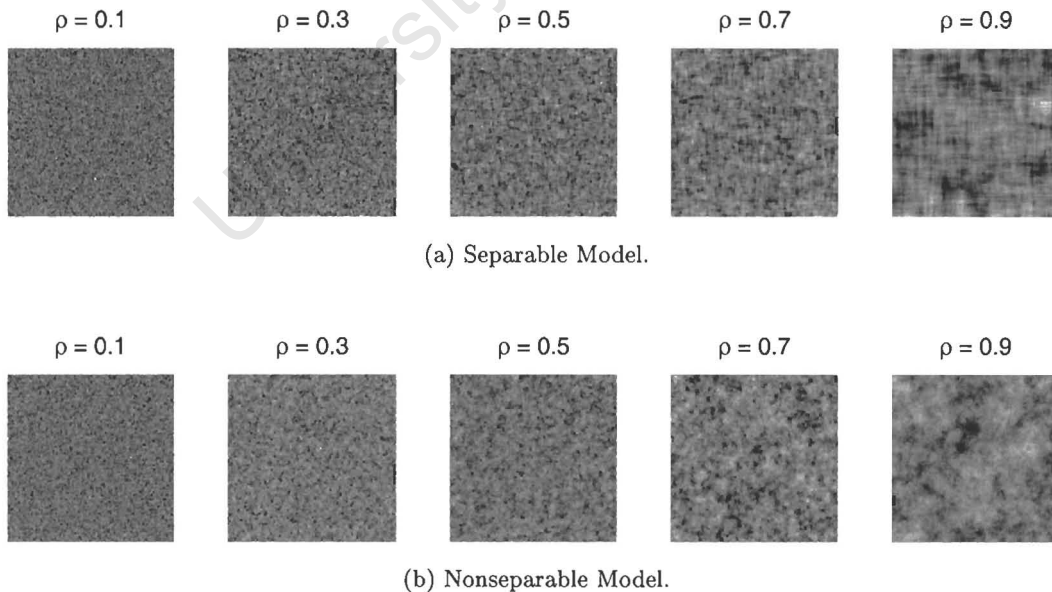 ρ = 0.1 ρ = 0.3 ρ = 0.5 ρ = 0.7 ρ = 0.9
(a) Separable Model.
ρ = 0.1 ρ = 0.3 ρ = 0.5 ρ = 0.7 ρ = 0.9
(b) Nonseparable Model.